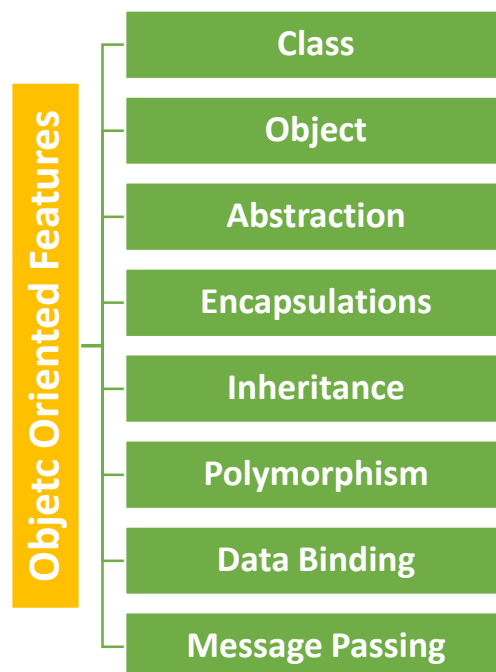 Objetc Oriented Features
Class
Object
Abstraction
Encapsulations
Inheritance
Polymorphism
Data Binding
Message Passing